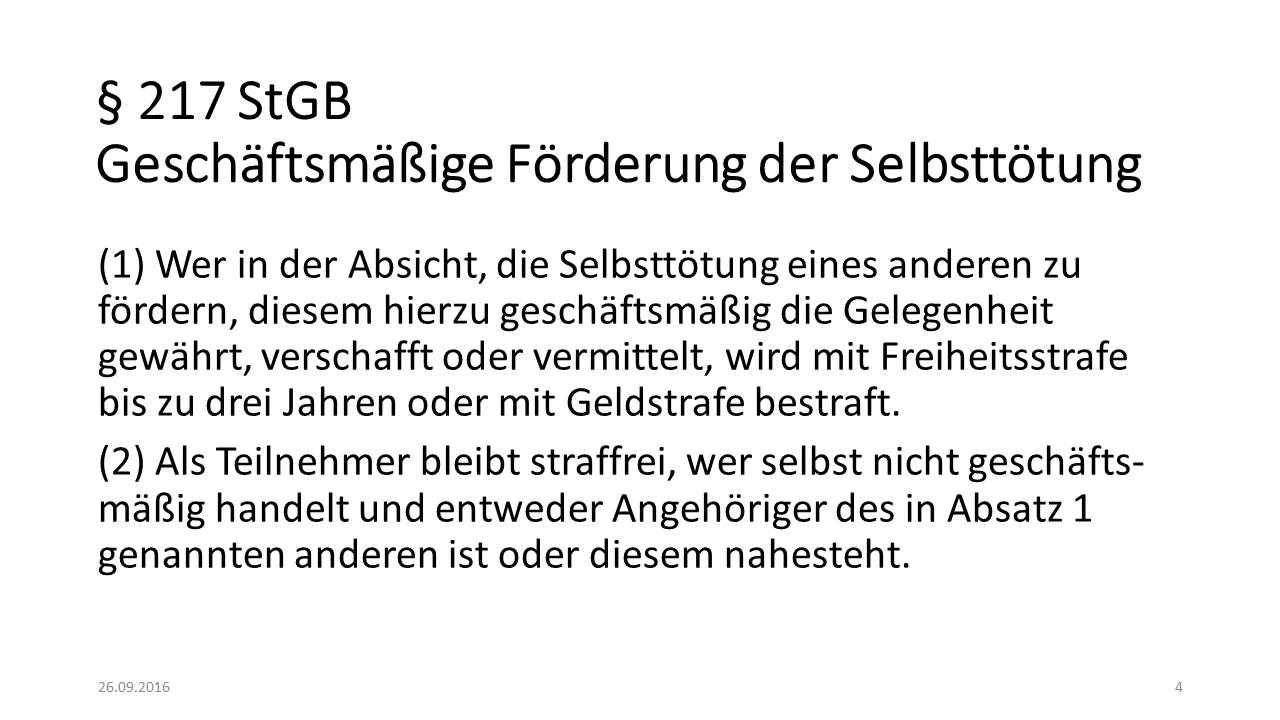 § 217 StGB
Geschäftsmäßige Förderung der Selbsttötung
(1) Wer in der Absicht, die Selbsttötung eines anderen zu
fördern, diesem hierzu geschäftsmäßig die Gelegenheit
gewährt, verschafft oder vermittelt, wird mit Freiheitsstrafe
bis zu drei Jahren oder mit Geldstrafe bestraft.
(2) Als Teilnehmer bleibt straffrei, wer selbst nicht geschäfts-
mäßig handelt und entweder Angehöriger des in Absatz 1
genannten anderen ist oder diesem nahesteht.
26.09.2016
4